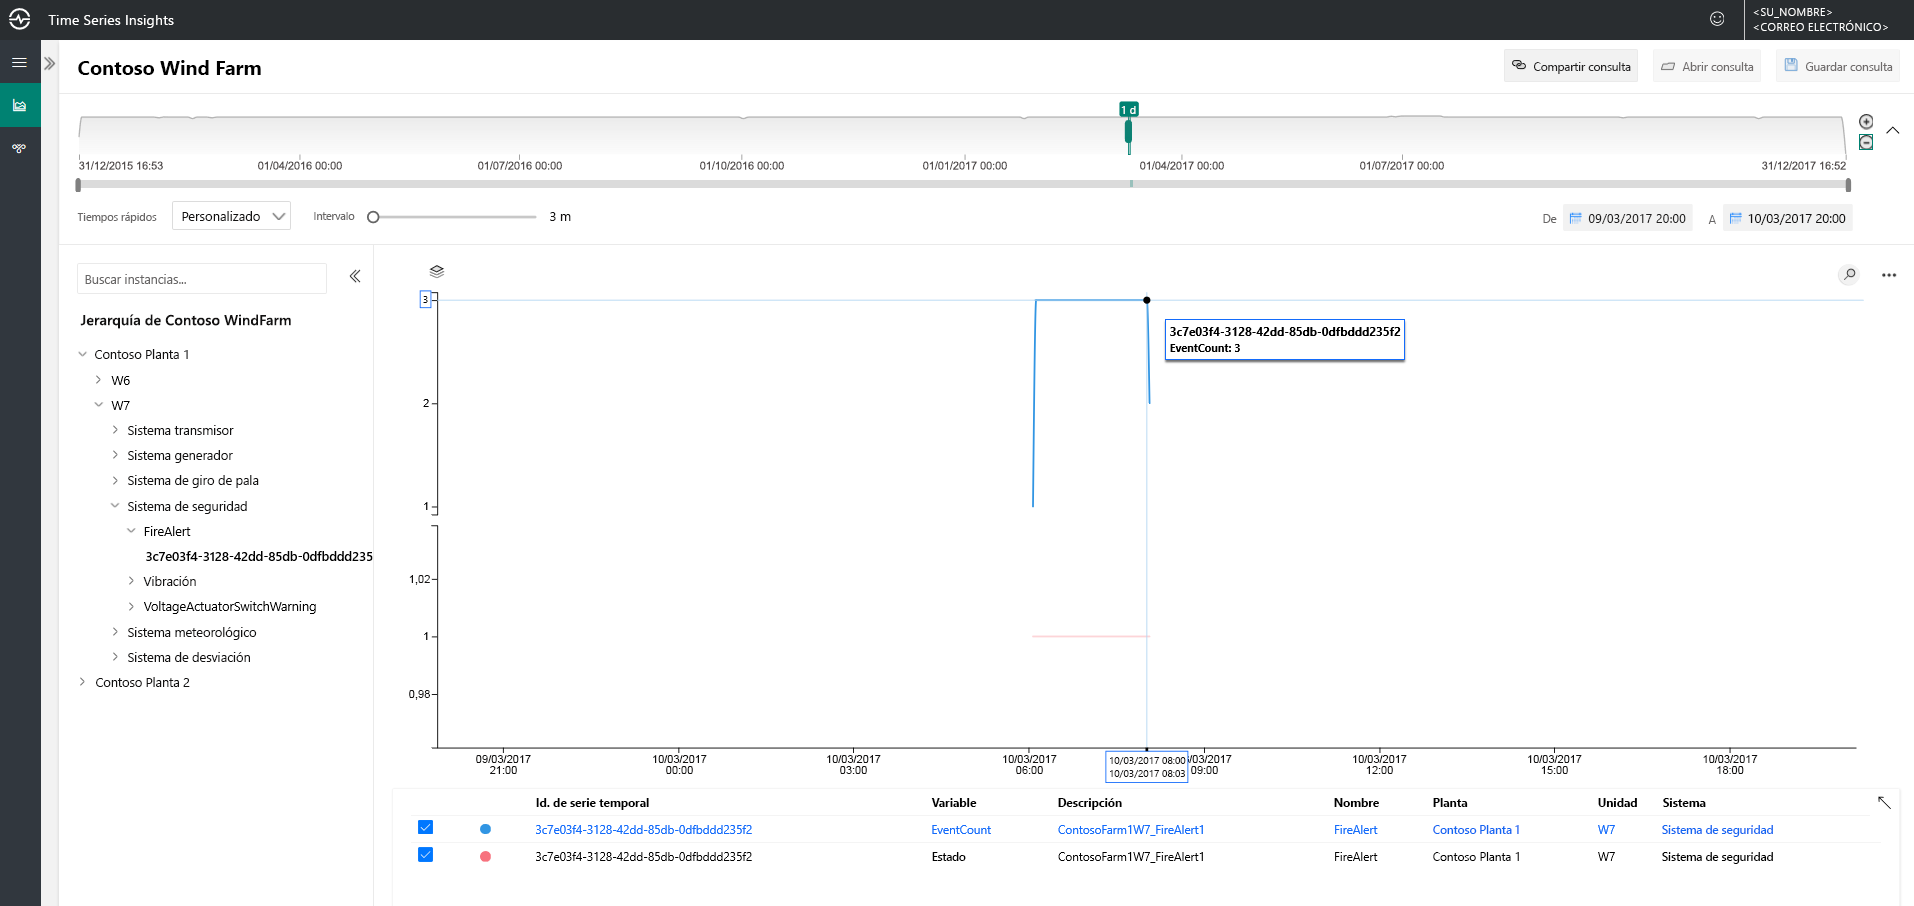 Time Series Insights
<SU_NOMBRE>
<CORREO ELECTRÓNICO>
Contoso Wind Farm
Compartir consulta
Abrir consulta
Guardar consulta
1 d
31/12/2015 16:53
01/04/2016 00:00
01/07/2016 00:00
01/10/2016 00:00
01/01/2017 00:00
01/04/2017 00:00
01/07/2017 00:00
31/12/2017 16:52
Tiempos rápidos
Personalizado
Intervalo
3 m
De
09/03/2017 20:00
A
10/03/2017 20:00
Buscar instancias...
Jerarquía de Contoso WindFarm
Contoso Planta 1
W6
W7
Sistema transmisor
Sistema generador
Sistema de giro de pala
Sistema de seguridad
FireAlert
3c7e03f4-3128-42dd-85db-0dfbddd235
Vibración
VoltageActuatorSwitchWarning
Sistema meteorológico
Sistema de desviación
Contoso Planta 2
3
2
1
1,02
1
0,98
3c7e03f4-3128-42dd-85db-0dfbddd235f2
EventCount: 3
09/03/2017 21:00
10/03/2017 00:00
10/03/2017 03:00
10/03/2017 06:00
10/03/2017 08:00
10/03/2017 08:03
/03/2017 09:00
10/03/2017 12:00
10/03/2017 15:00
10/03/2017 18:00
Id. de serie temporal Variable Descripción Nombre Planta Unidad Sistema
3c7e03f4-3128-42dd-85db-0dfbddd235f2 EventCount ContosoFarm1W7_FireAlert1 FireAlert Contoso Planta 1 W7 Sistema de seguridad
3c7e03f4-3128-42dd-85db-0dfbddd235f2 Estado ContosoFarm1W7_FireAlert1 FireAlert Contoso Planta 1 W7 Sistema de seguridad